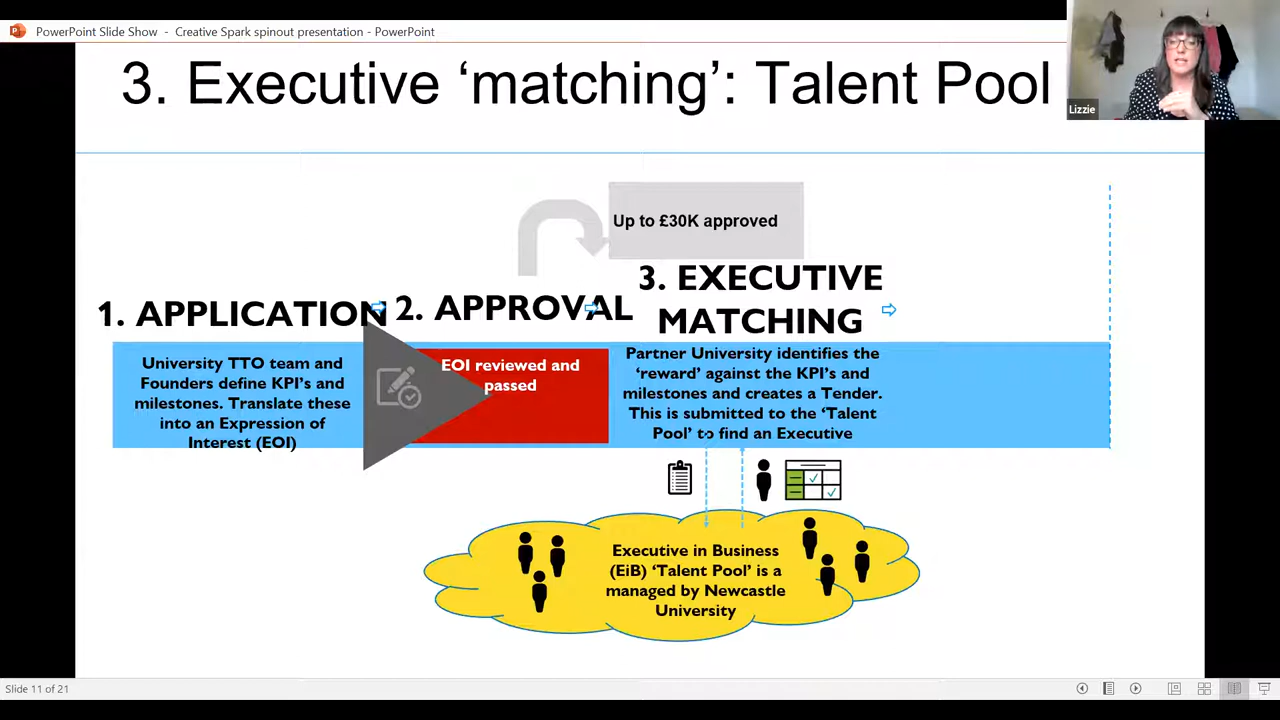 PowerPoint Slide Show - Creative Spark spinout presentation - PowerPoint
3. Executive ‘matching’: Talent Pool
Lizzie
Up to £30K approved
1. APPLICATION
2. APPROVAL
3. EXECUTIVE
MATCHING
University TTO team and
Founders define KPI’s and
milestones. Translate these
into an Expression of
Interest (EOI)
EOI reviewed and
passed
Partner University identifies the
‘reward’ against the KPI’s and
milestones and creates a Tender.
This is submitted to the ‘Talent
Pool’ to find an Executive
Executive in Business
(EiB) ‘Talent Pool’ is a
managed by Newcastle
University
Slide 11 of 21